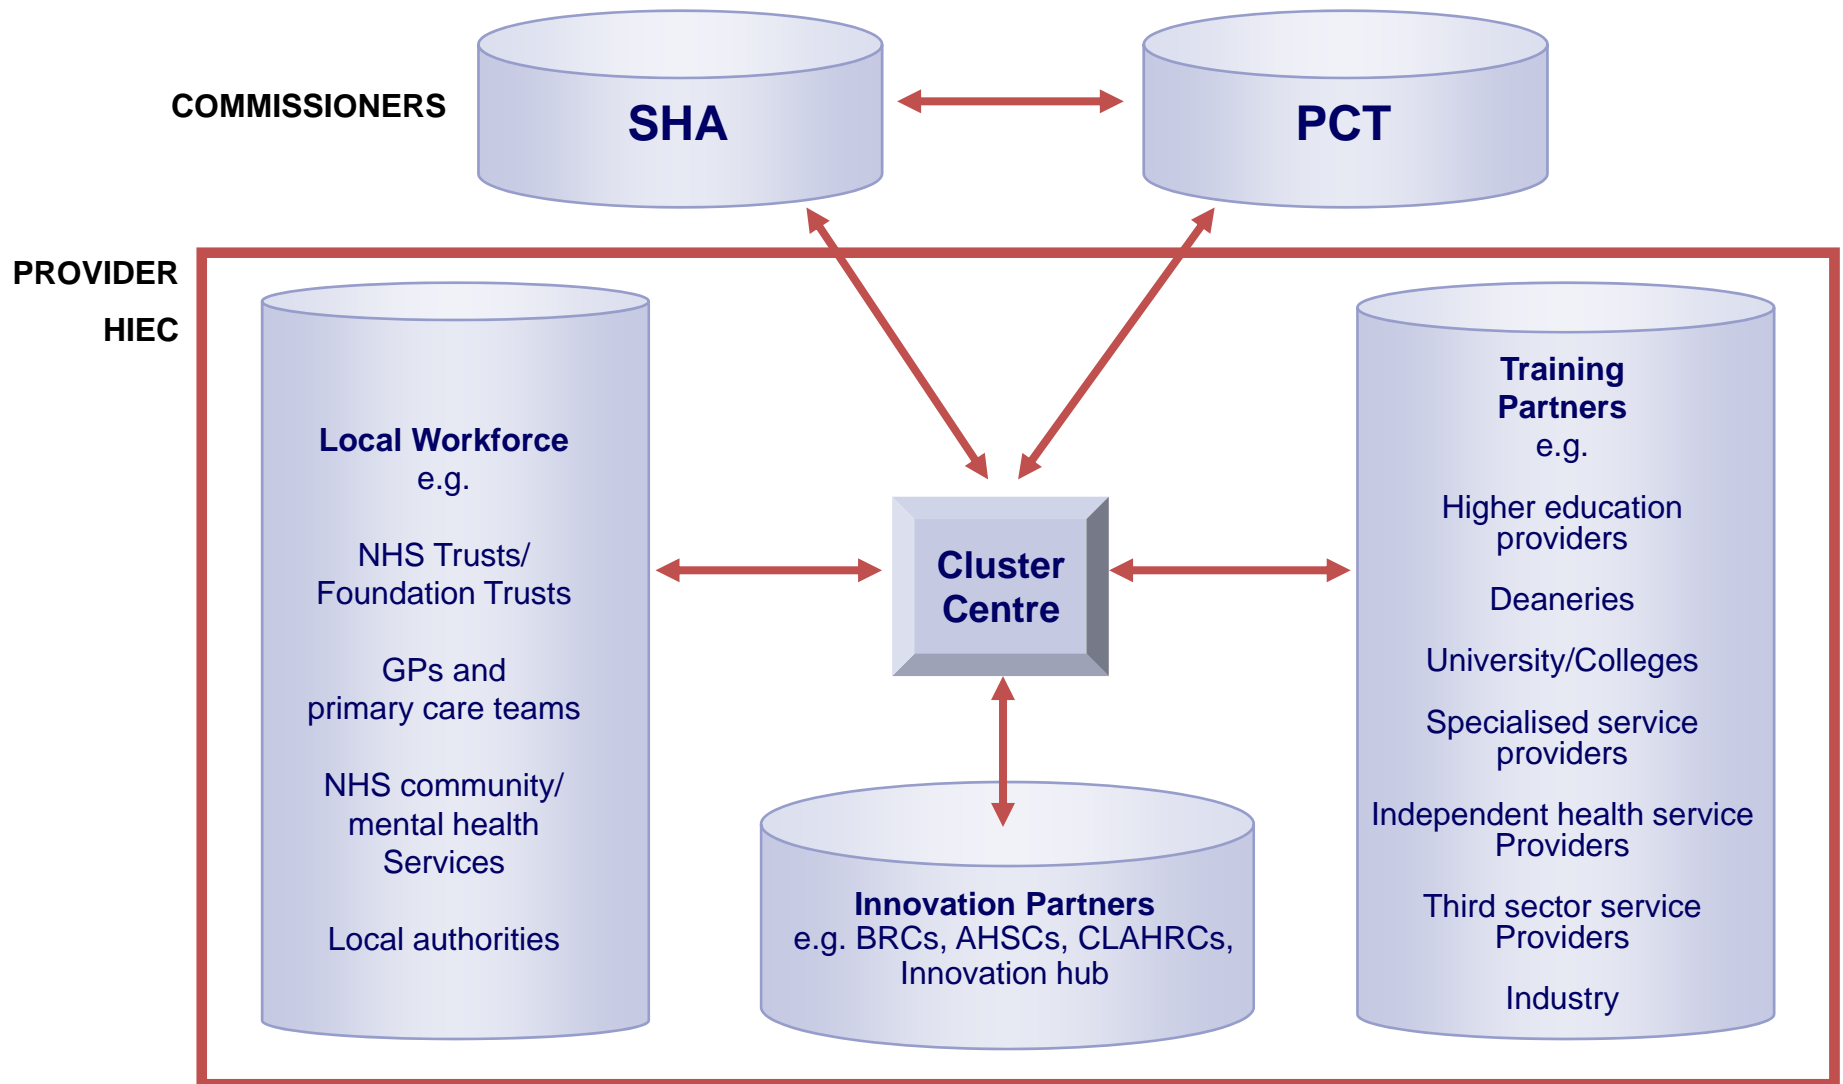 COMMISSIONERS
SHA
PCT
PROVIDER
HIEC
Local Workforce
e.g.
NHS Trusts/
Foundation Trusts
GPs and
primary care teams
NHS community/
mental health
Services
Local authorities
Cluster
Centre
Innovation Partners
e.g. BRCs, AHSCs, CLAHRCs,
Innovation hub
Training
Partners
e.g.
Higher education
providers
Deaneries
University/Colleges
Specialised service
providers
Independent health service
Providers
Third sector service
Providers
Industry